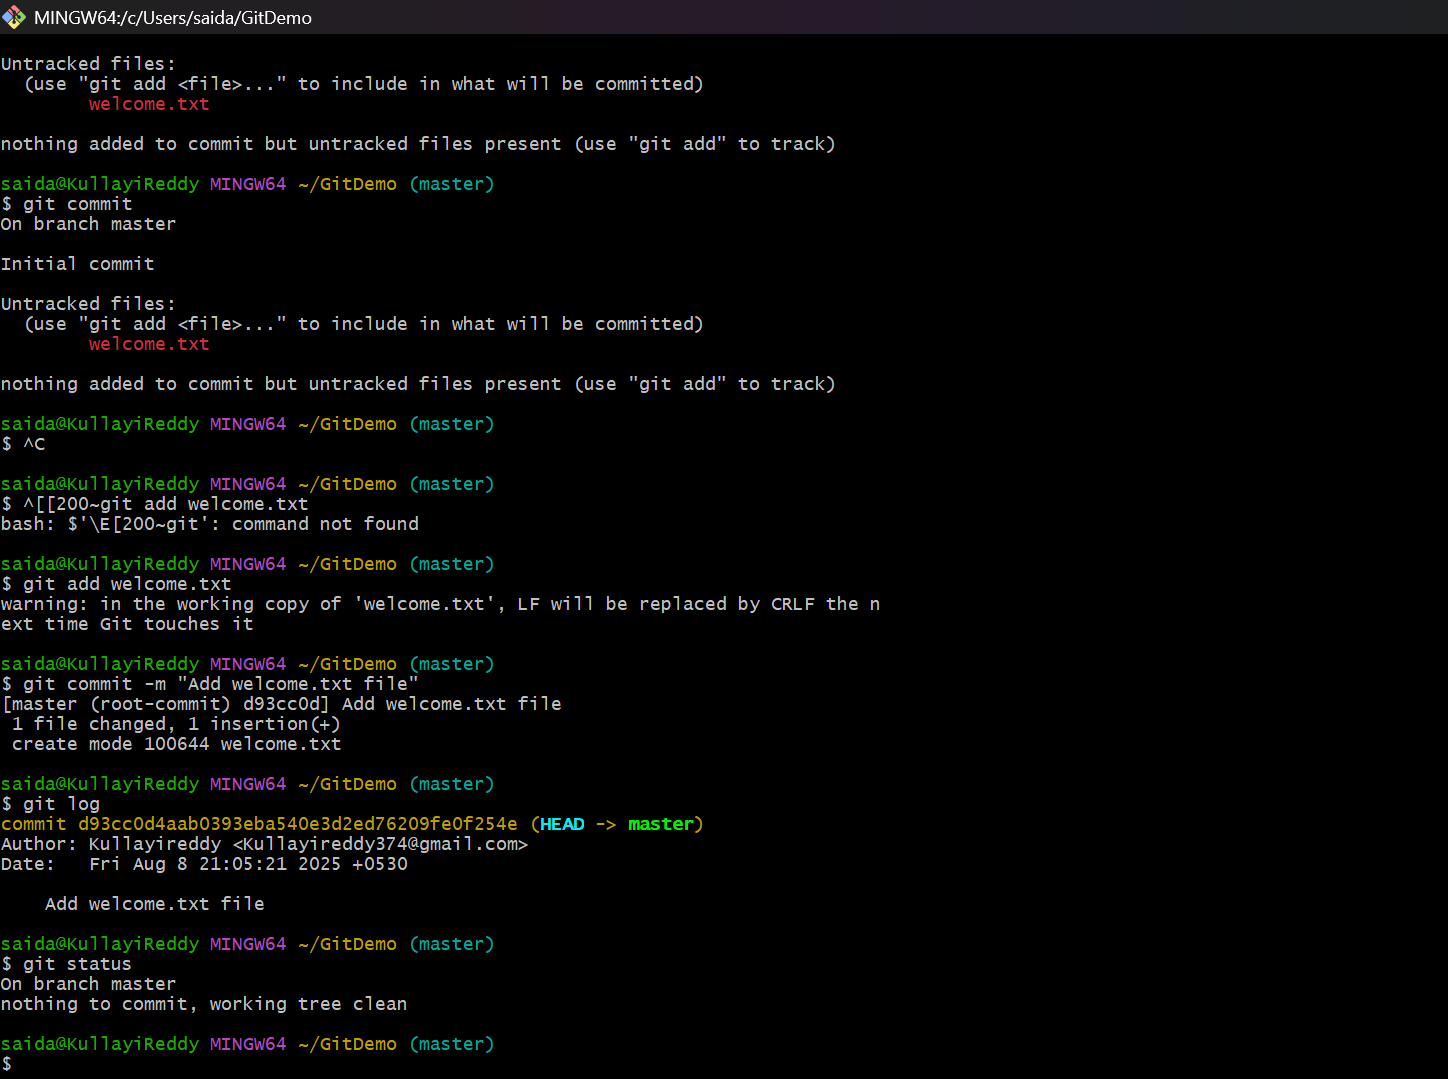 MINGW64:/c/Users/saida/GitDemo
Untracked files:
  (use "git add <file>..." to include in what will be committed)
        welcome.txt
nothing added to commit but untracked files present (use "git add" to track)
saida@KullayiReddy MINGW64 ~/GitDemo (master)
$ git commit
On branch master
Initial commit
Untracked files:
  (use "git add <file>..." to include in what will be committed)
        welcome.txt
nothing added to commit but untracked files present (use "git add" to track)
saida@KullayiReddy MINGW64 ~/GitDemo (master)
$ ^C
saida@KullayiReddy MINGW64 ~/GitDemo (master)
$ ^[[200~git add welcome.txt
bash: $'\E[200~git': command not found
saida@KullayiReddy MINGW64 ~/GitDemo (master)
$ git add welcome.txt
warning: in the working copy of 'welcome.txt', LF will be replaced by CRLF the n
ext time Git touches it
saida@KullayiReddy MINGW64 ~/GitDemo (master)
$ git commit -m "Add welcome.txt file"
[master (root-commit) d93cc0d] Add welcome.txt file
 1 file changed, 1 insertion(+)
 create mode 100644 welcome.txt
saida@KullayiReddy MINGW64 ~/GitDemo (master)
$ git log
commit d93cc0d4aab0393eba540e3d2ed76209fe0f254e (HEAD -> master)
Author: Kullayireddy <Kullayireddy374@gmail.com>
Date:   Fri Aug 8 21:05:21 2025 +0530
    Add welcome.txt file
saida@KullayiReddy MINGW64 ~/GitDemo (master)
$ git status
On branch master
nothing to commit, working tree clean
saida@KullayiReddy MINGW64 ~/GitDemo (master)
$